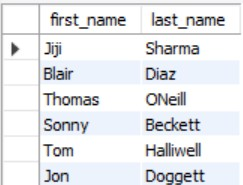 first_name last_name
Jiji Sharma
Blair Diaz
Thomas ONeill
Sonny Beckett
Tom Halliwell
Jon Doggett